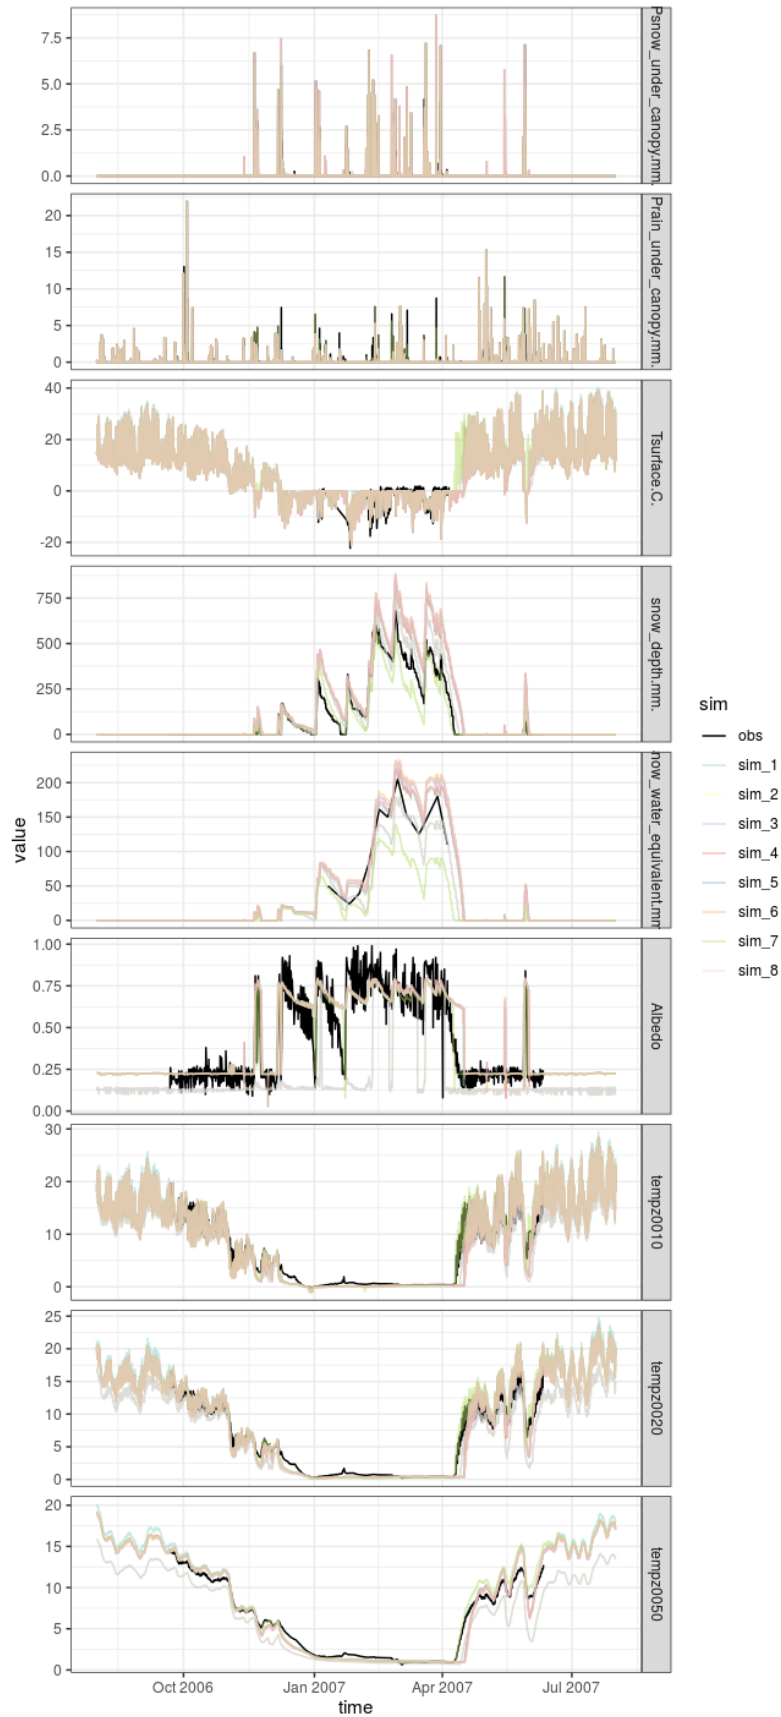 Psnow_under_canopy.mm.
7.5
5.0
2.5
0.0
Prain_under_canopy.mm.
20
15
10
5
0
Tsurface.C.
40
20
0
-20
snow_depth.mm.
750
500
250
0
now_water_equivalent.mm
200
150
100
50
0
Albedo
1.00
0.75
0.50
0.25
0.00
tempz0010
30
20
10
0
tempz0020
25
20
15
10
5
0
tempz0050
20
15
10
5
0
Oct 2006
Jan 2007
Apr 2007
Jul 2007
time
value
sim
obs
sim_1
sim_2
sim_3
sim_4
sim_5
sim_6
sim_7
sim_8